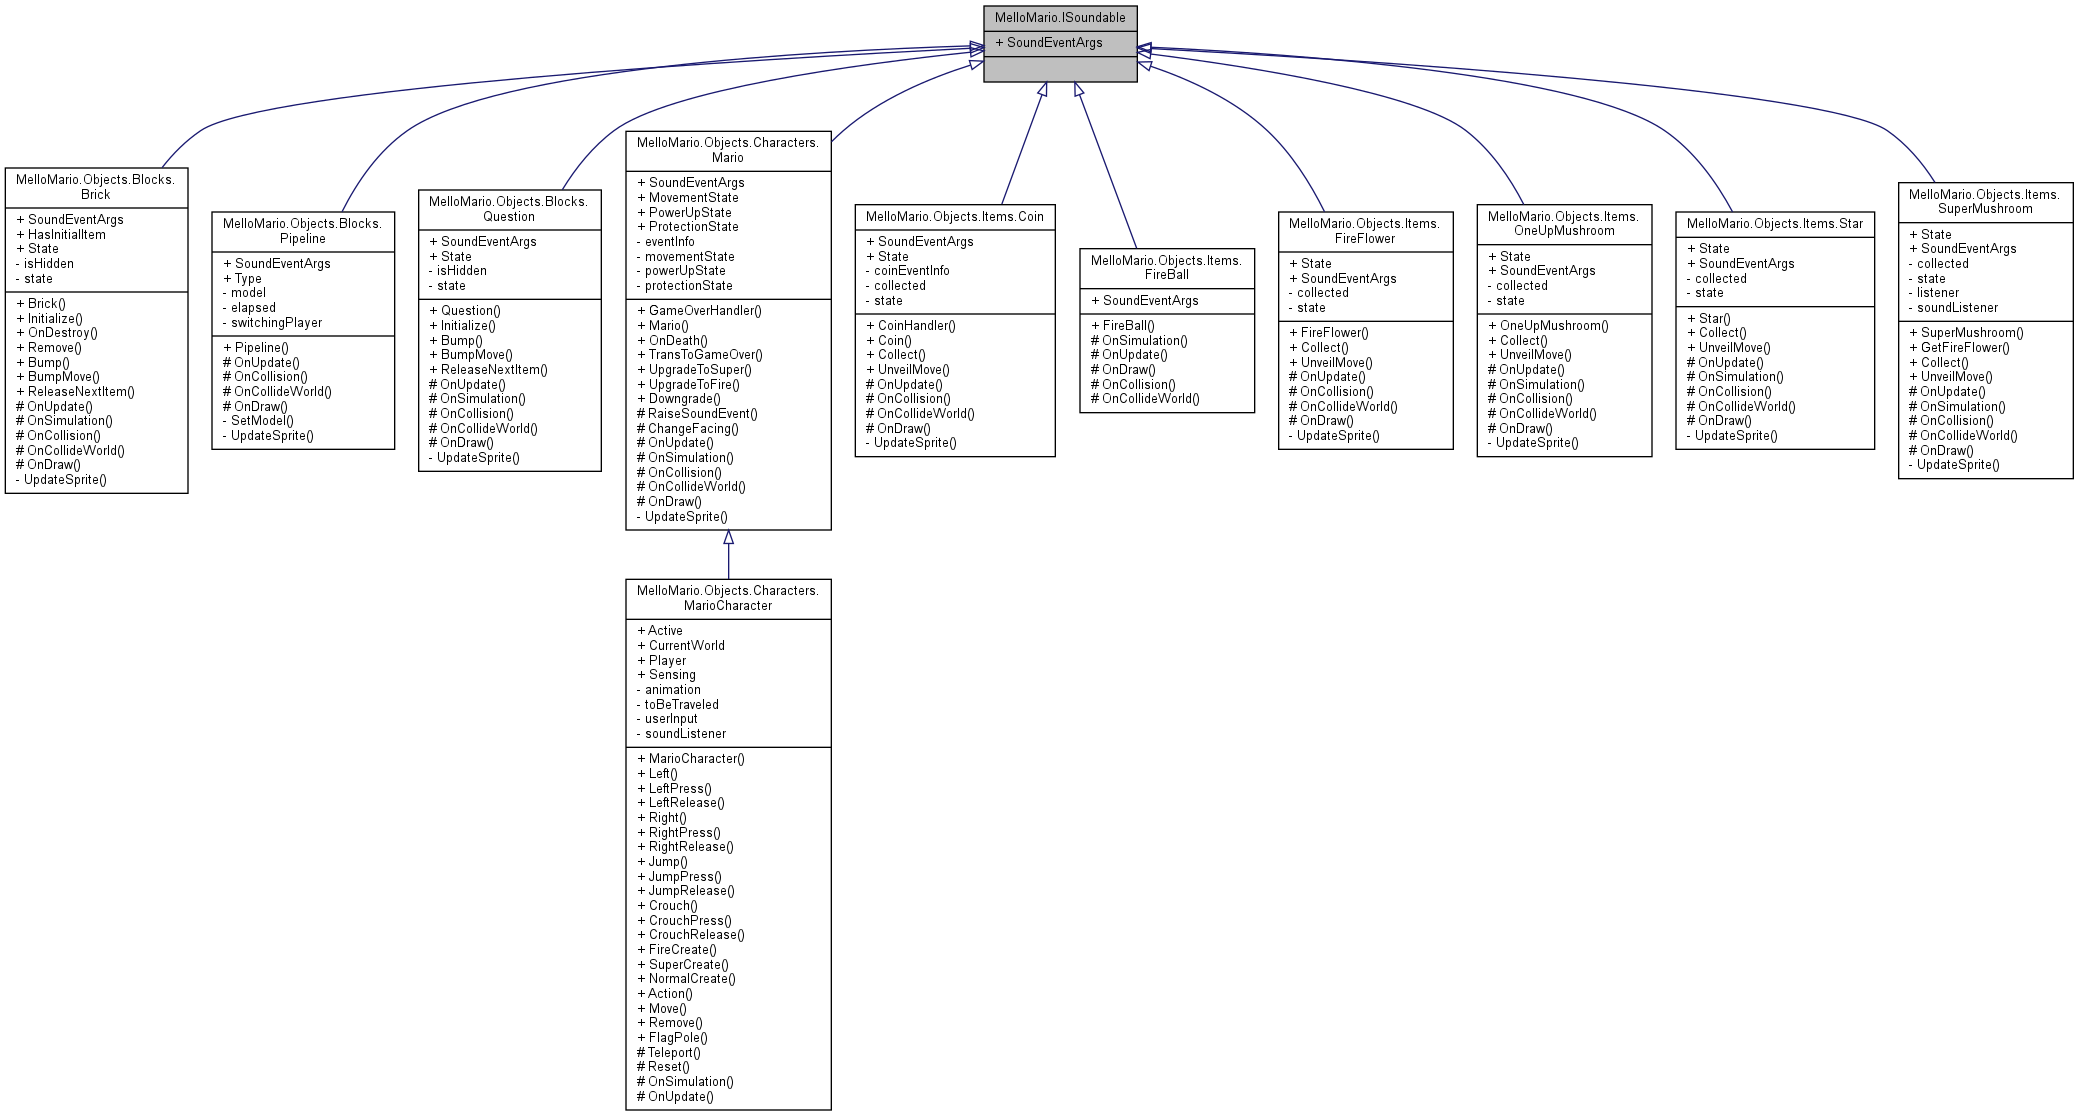 MelloMario.ISoundable
+ SoundEventArgs
MelloMario.Objects.Blocks.
Brick
+ SoundEventArgs
+ HasInitialItem
+ State
- isHidden
- state
+ Brick()
+ Initialize()
+ OnDestroy()
+ Remove()
+ Bump()
+ BumpMove()
+ ReleaseNextItem()
# OnUpdate()
# OnSimulation()
# OnCollision()
# OnCollideWorld()
# OnDraw()
- UpdateSprite()
MelloMario.Objects.Blocks.
Pipeline
+ SoundEventArgs
+ Type
- model
- elapsed
- switchingPlayer
+ Pipeline()
# OnUpdate()
# OnCollision()
# OnCollideWorld()
# OnDraw()
- SetModel()
- UpdateSprite()
MelloMario.Objects.Blocks.
Question
+ SoundEventArgs
+ State
- isHidden
- state
+ Question()
+ Initialize()
+ Bump()
+ BumpMove()
+ ReleaseNextItem()
# OnUpdate()
# OnSimulation()
# OnCollision()
# OnCollideWorld()
# OnDraw()
- UpdateSprite()
MelloMario.Objects.Characters.
Mario
+ SoundEventArgs
+ MovementState
+ PowerUpState
+ ProtectionState
- eventInfo
- movementState
- powerUpState
- protectionState
+ GameOverHandler()
+ Mario()
+ OnDeath()
+ TransToGameOver()
+ UpgradeToSuper()
+ UpgradeToFire()
+ Downgrade()
# RaiseSoundEvent()
# ChangeFacing()
# OnUpdate()
# OnSimulation()
# OnCollision()
# OnCollideWorld()
# OnDraw()
- UpdateSprite()
MelloMario.Objects.Items.Coin
+ SoundEventArgs
+ State
- coinEventInfo
- collected
- state
+ CoinHandler()
+ Coin()
+ Collect()
+ UnveilMove()
# OnUpdate()
# OnCollision()
# OnCollideWorld()
# OnDraw()
- UpdateSprite()
MelloMario.Objects.Items.
FireBall
+ SoundEventArgs
+ FireBall()
# OnSimulation()
# OnUpdate()
# OnDraw()
# OnCollision()
# OnCollideWorld()
MelloMario.Objects.Items.
FireFlower
+ State
+ SoundEventArgs
- collected
- state
+ FireFlower()
+ Collect()
+ UnveilMove()
# OnUpdate()
# OnCollision()
# OnCollideWorld()
# OnDraw()
- UpdateSprite()
MelloMario.Objects.Items.
OneUpMushroom
+ State
+ SoundEventArgs
- collected
- state
+ OneUpMushroom()
+ Collect()
+ UnveilMove()
# OnUpdate()
# OnSimulation()
# OnCollision()
# OnCollideWorld()
# OnDraw()
- UpdateSprite()
MelloMario.Objects.Items.Star
+ State
+ SoundEventArgs
- collected
- state
+ Star()
+ Collect()
+ UnveilMove()
# OnUpdate()
# OnSimulation()
# OnCollision()
# OnCollideWorld()
# OnDraw()
- UpdateSprite()
MelloMario.Objects.Items.
SuperMushroom
+ State
+ SoundEventArgs
- collected
- state
- listener
- soundListener
+ SuperMushroom()
+ GetFireFlower()
+ Collect()
+ UnveilMove()
# OnUpdate()
# OnSimulation()
# OnCollision()
# OnCollideWorld()
# OnDraw()
- UpdateSprite()
MelloMario.Objects.Characters.
MarioCharacter
+ Active
+ CurrentWorld
+ Player
+ Sensing
- animation
- toBeTraveled
- userInput
- soundListener
+ MarioCharacter()
+ Left()
+ LeftPress()
+ LeftRelease()
+ Right()
+ RightPress()
+ RightRelease()
+ Jump()
+ JumpPress()
+ JumpRelease()
+ Crouch()
+ CrouchPress()
+ CrouchRelease()
+ FireCreate()
+ SuperCreate()
+ NormalCreate()
+ Action()
+ Move()
+ Remove()
+ FlagPole()
# Teleport()
# Reset()
# OnSimulation()
# OnUpdate()